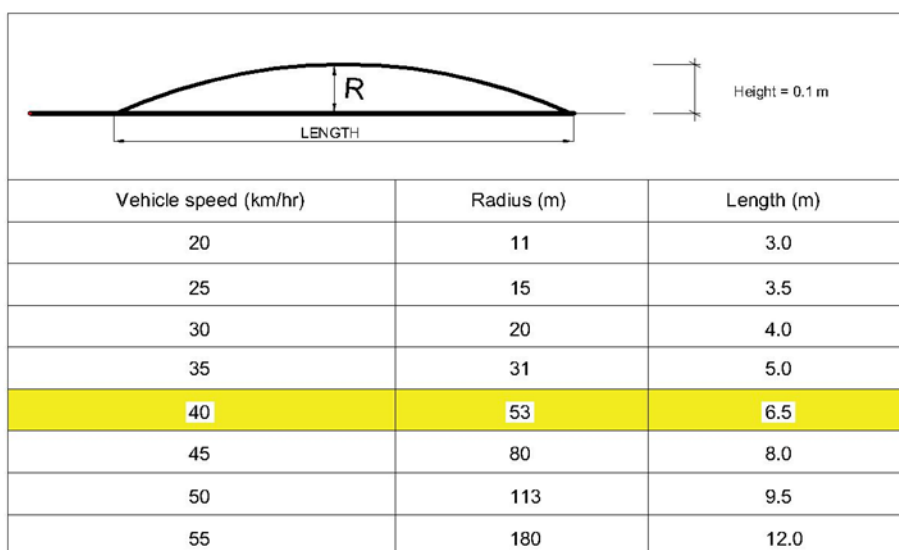 R
Height = 0.1 m
LENGTH
Vehicle speed (km/hr) Radius (m) Length (m)
20 11 3.0
25 15 3.5
30 20 4.0
35 31 5.0
40 53 6.5
45 80 8.0
50 113 9.5
55 180 12.0